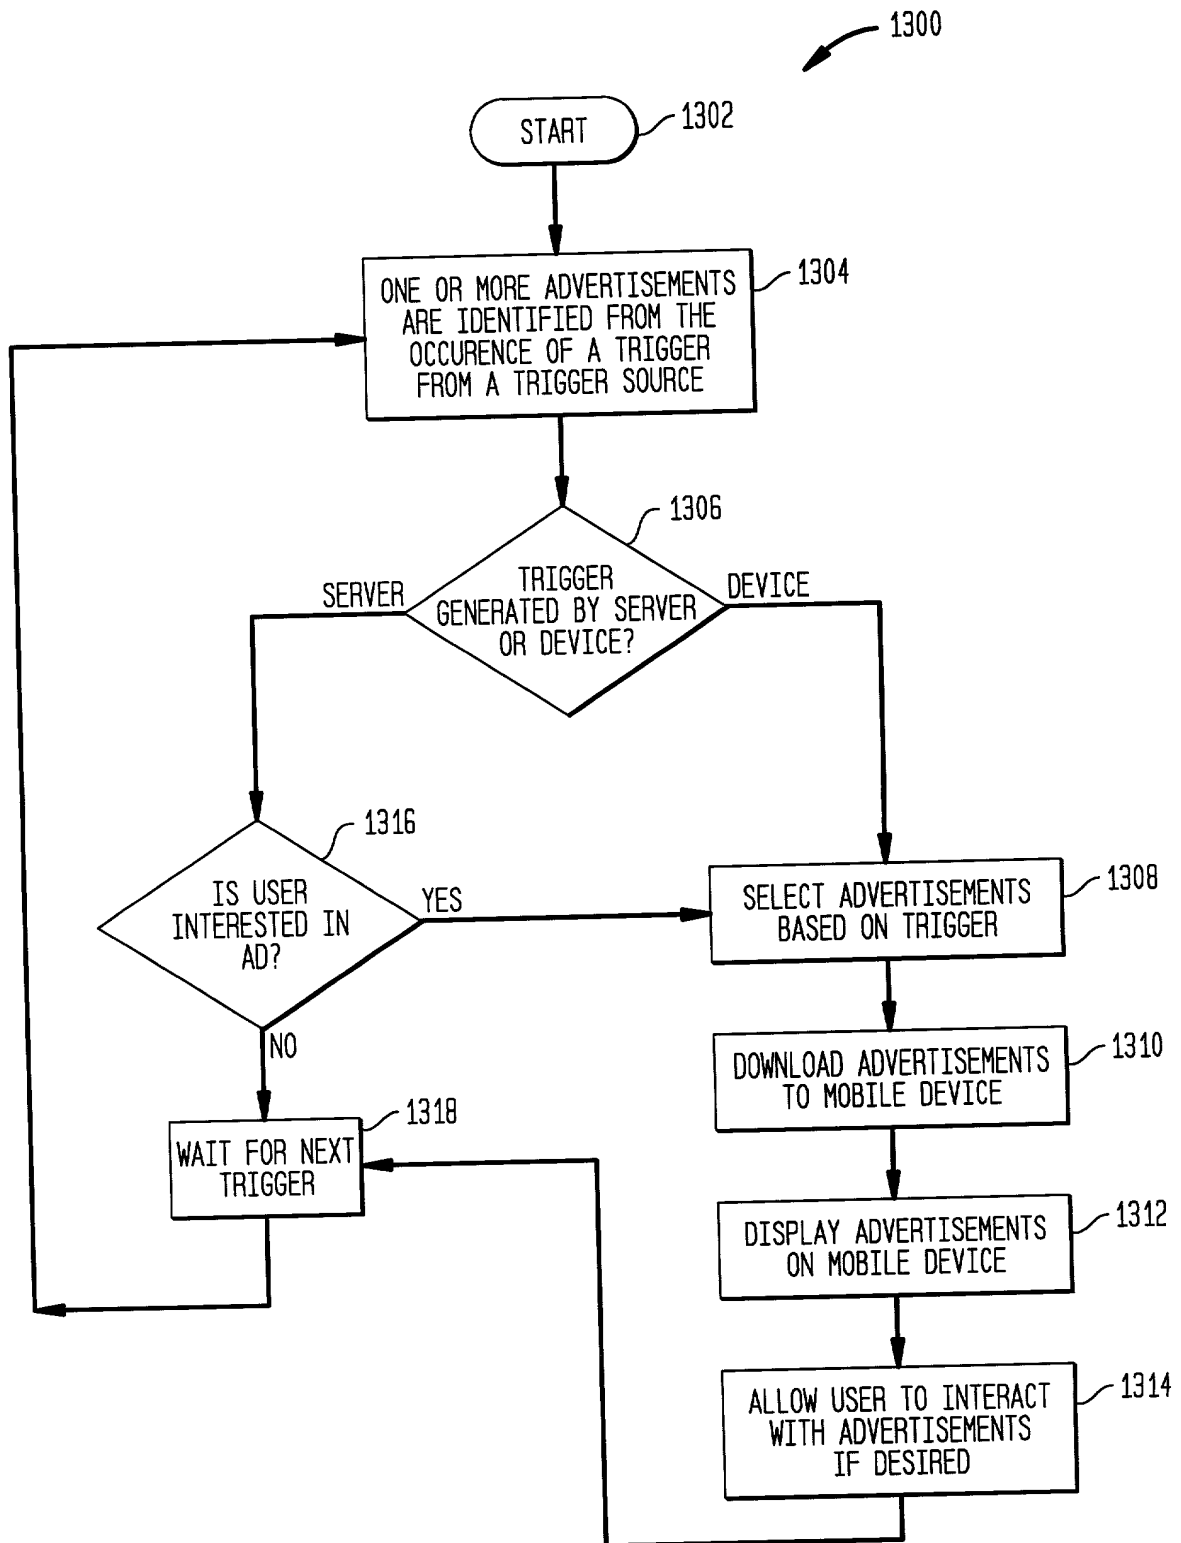 1300
START
1302
ONE OR MORE ADVERTISEMENTS
ARE IDENTIFIED FROM THE
OCCURENCE OF A TRIGGER
FROM A TRIGGER SOURCE
1304
1306
SERVER
TRIGGER
GENERATED BY SERVER
OR DEVICE?
DEVICE
1316
IS USER
INTERESTED IN
AD?
YES
NO
SELECT ADVERTISEMENTS
BASED ON TRIGGER
1308
DOWNLOAD ADVERTISEMENTS
TO MOBILE DEVICE
1310
WAIT FOR NEXT
TRIGGER
1318
DISPLAY ADVERTISEMENTS
ON MOBILE DEVICE
1312
ALLOW USER TO INTERACT
WITH ADVERTISEMENTS
IF DESIRED
1314